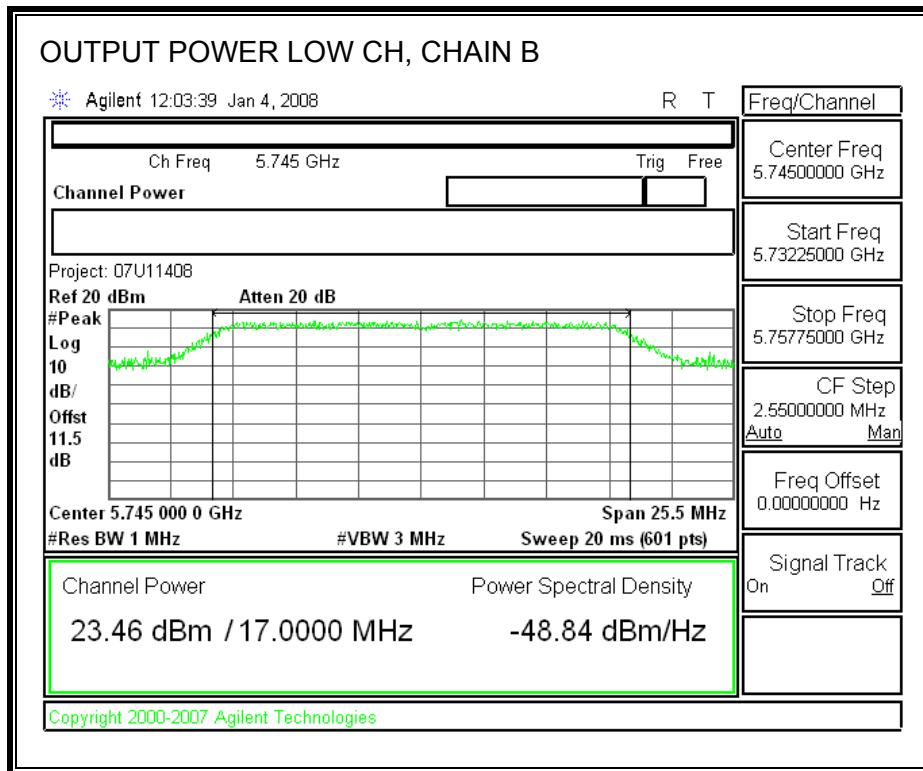 OUTPUT POWER LOW CH, CHAIN B
Agilent 12:03:39 Jan 4, 2008 R T
Ch Freq 5.745 GHz Trig Free
Channel Power
Project: 07U11408
Ref 20 dBm Atten 20 dB
#Peak
Log
10
dB/
Offst
11.5
dB
Center 5.745 000 0 GHz Span 25.5 MHz
#Res BW 1 MHz #VBW 3 MHz Sweep 20 ms (601 pts)
Channel Power Power Spectral Density
23.46 dBm / 17.0000 MHz -48.84 dBm/Hz
Copyright 2000-2007 Agilent Technologies
Freq/Channel
Center Freq
5.74500000 GHz
Start Freq
5.73225000 GHz
Stop Freq
5.75775000 GHz
CF Step
2.55000000 MHz
Auto Man
Freq Offset
0.00000000 Hz
Signal Track
On Off